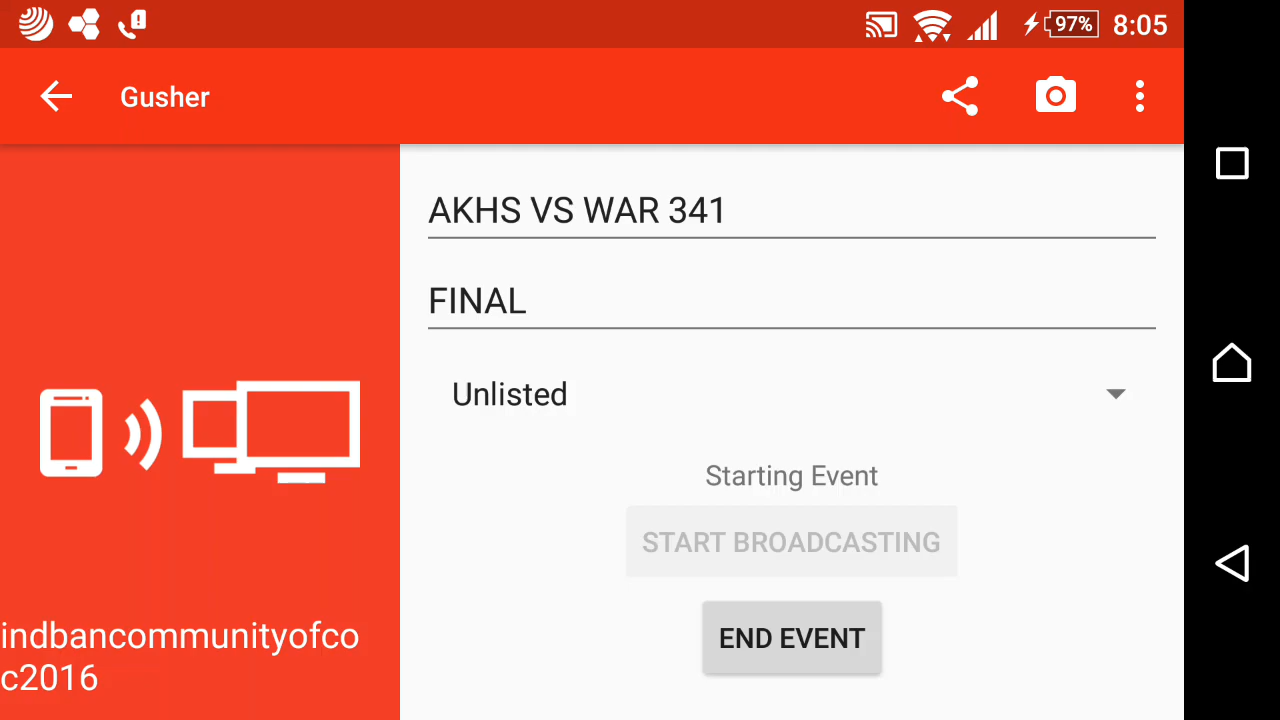 97% 8:05
Gusher
AKHS VS WAR 341
FINAL
Unlisted
Starting Event
START BROADCASTING
END EVENT
indbancommunityofco
c2016